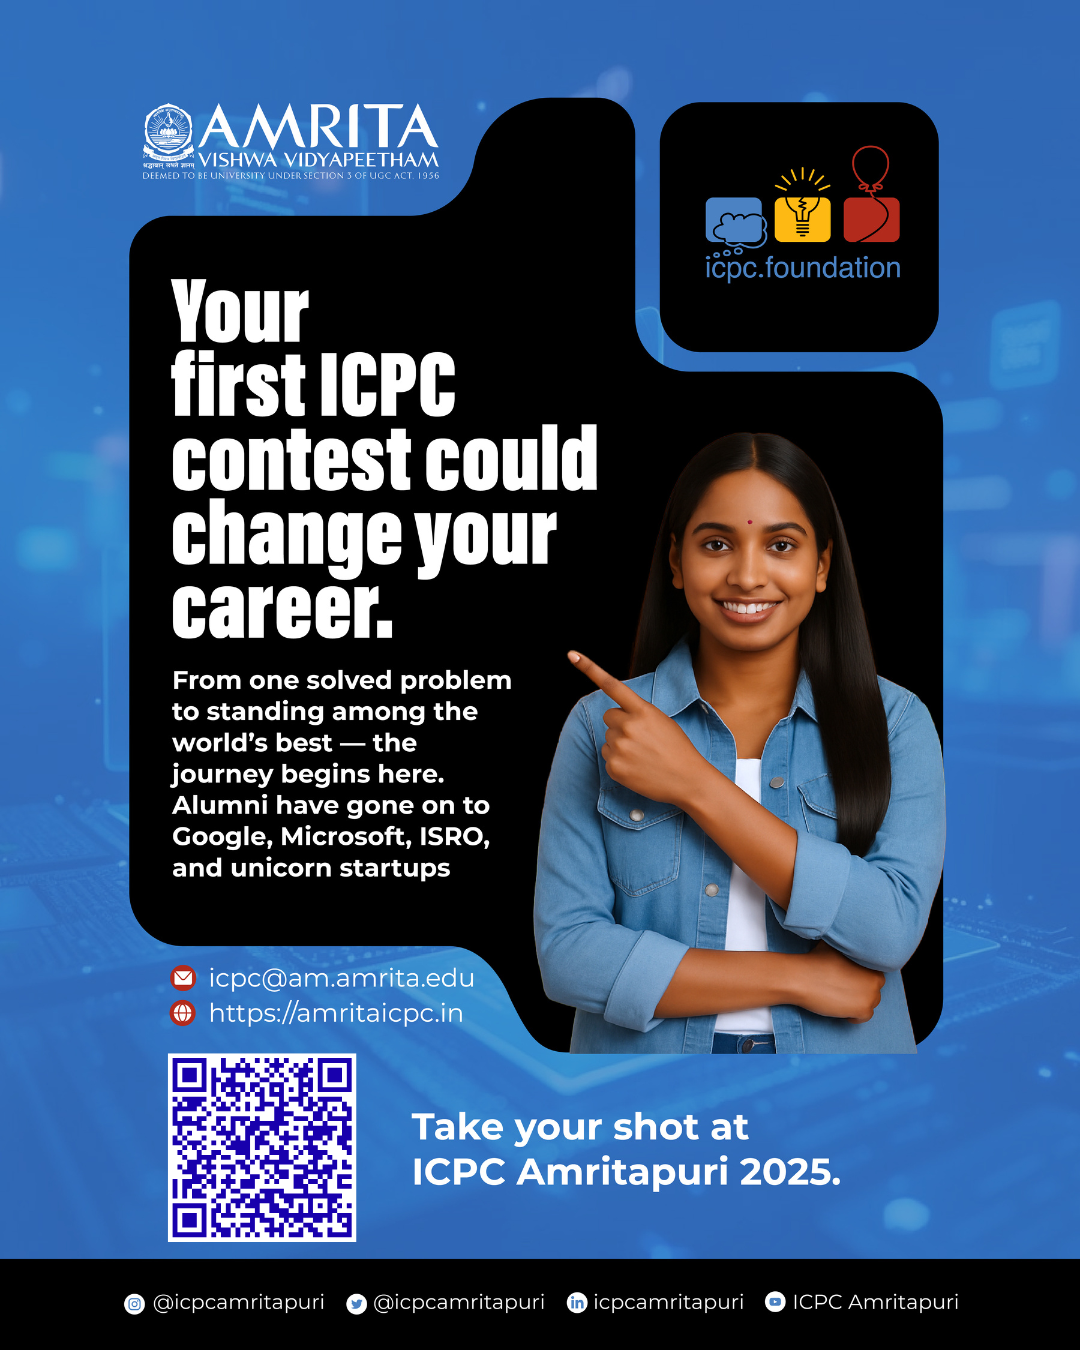 AMRITA
VISHWA VIDYAPEETHAM
श्रद्धावान् लभते ज्ञानम्
DEEMED TO BE UNIVERSITY UNDER SECTION 3 OF UGC ACT, 1956
icpc.foundation
Your
first ICPC
contest could
change your
career.
From one solved problem
to standing among the
world’s best — the
journey begins here.
Alumni have gone on to
Google, Microsoft, ISRO,
and unicorn startups
icpc@am.amrita.edu
https://amritaicpc.in
Take your shot at
ICPC Amritapuri 2025.
@icpcamritapuri @icpcamritapuri icpcamritapuri ICPC Amritapuri